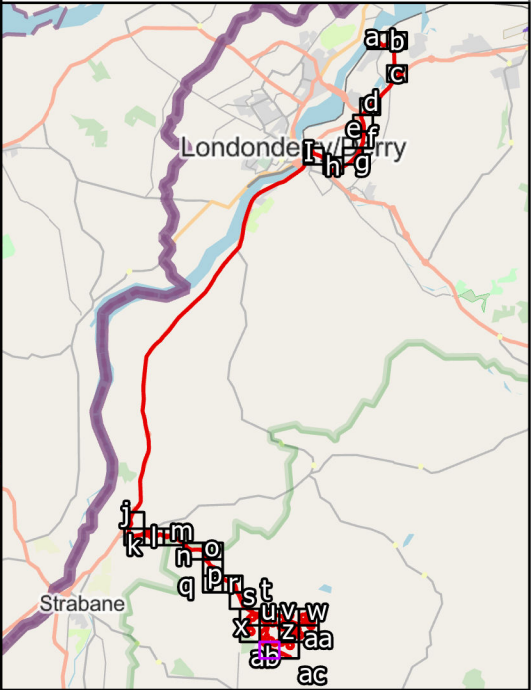 a b
c
d
e f
Londonderry/Derry
I h g
j
k l m
n o
p
q r
s t
u v w
x z aa
Strabane
ab
ac